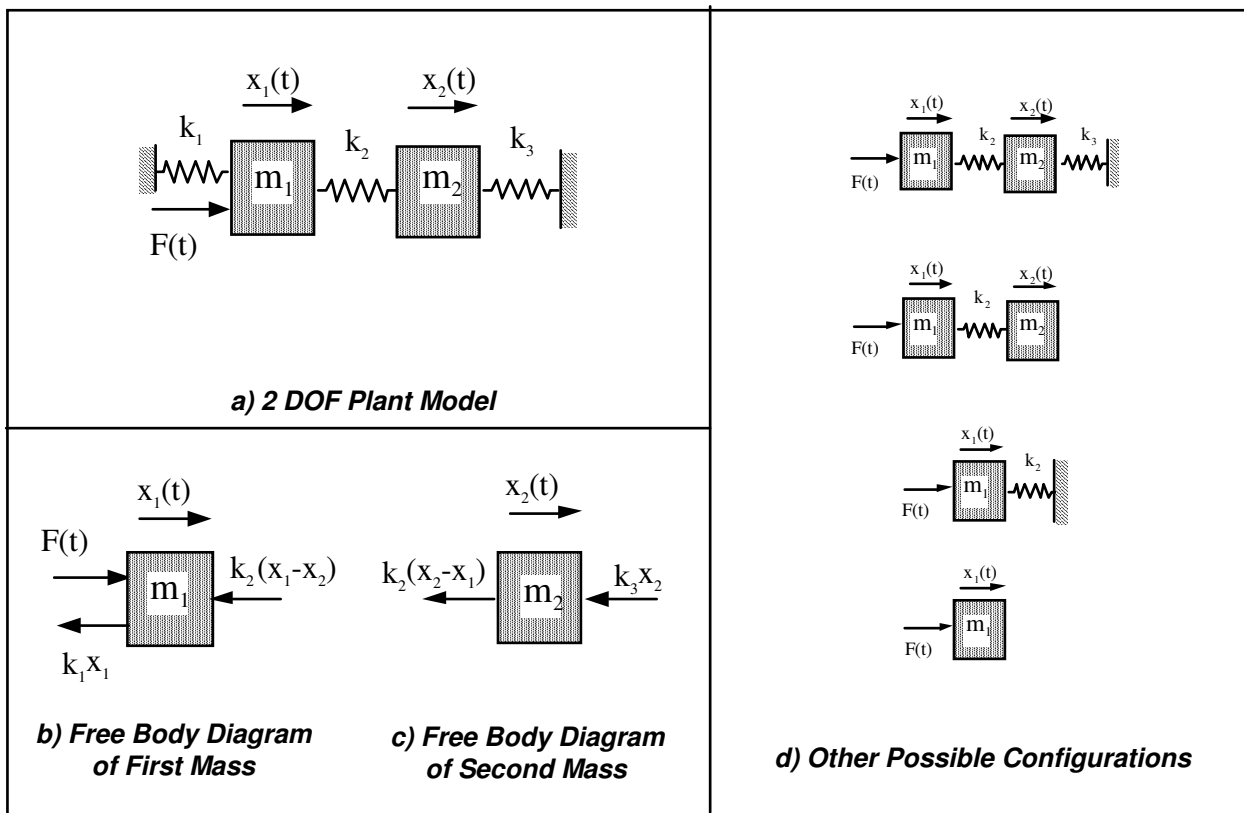 x₁(t) x₂(t)
k₁ k₂ k₃
m₁ m₂
F(t)
a) 2 DOF Plant Model
x₁(t)
F(t)
m₁ k₂(x₁-x₂)
k₁x₁
b) Free Body Diagram
of First Mass
x₂(t)
k₂(x₂-x₁) m₂ k₃x₂
c) Free Body Diagram
of Second Mass
x₁(t) x₂(t)
k₂ k₃
m₁ m₂
F(t)
x₁(t) x₂(t)
k₂
m₁ m₂
F(t)
x₁(t)
k₂
m₁
F(t)
x₁(t)
m₁
F(t)
d) Other Possible Configurations